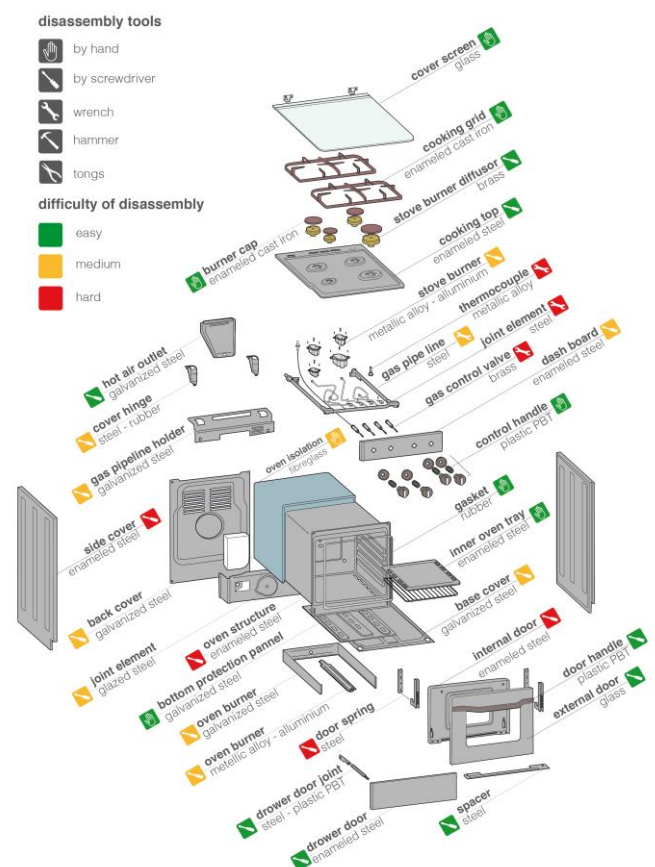 disassembly tools
by hand
by screwdriver
wrench
hammer
tongs
difficulty of disassembly
easy
medium
hard
cover screen
glass
cooking grid
enameled cast iron
stove burner diffusor
brass
burner cap
enameled cast iron
cooking top
enameled steel
stove burner
metallic alloy - alluminium
thermocouple
metallic alloy
gas pipe line
steel
joint element
steel
gas control valve
brass
dash board
enameled steel
hot air outlet
galvanized steel
cover hinge
steel - rubber
gas pipeline holder
galvanized steel
oven isolation
fibreglass
control handle
plastic PBT
gasket
rubber
inner oven tray
enameled steel
side cover
enameled steel
back cover
galvanized steel
joint element
glazed steel
oven structure
enameled steel
base cover
galvanized steel
internal door
enameled steel
bottom protection panel
galvanized steel
door handle
plastic PBT
external door
glass
oven burner
galvanized steel
oven burner
metellic alloy - alluminium
door spring
steel
drower door joint
steel - plastic PBT
drower door
enameled steel
spacer
steel